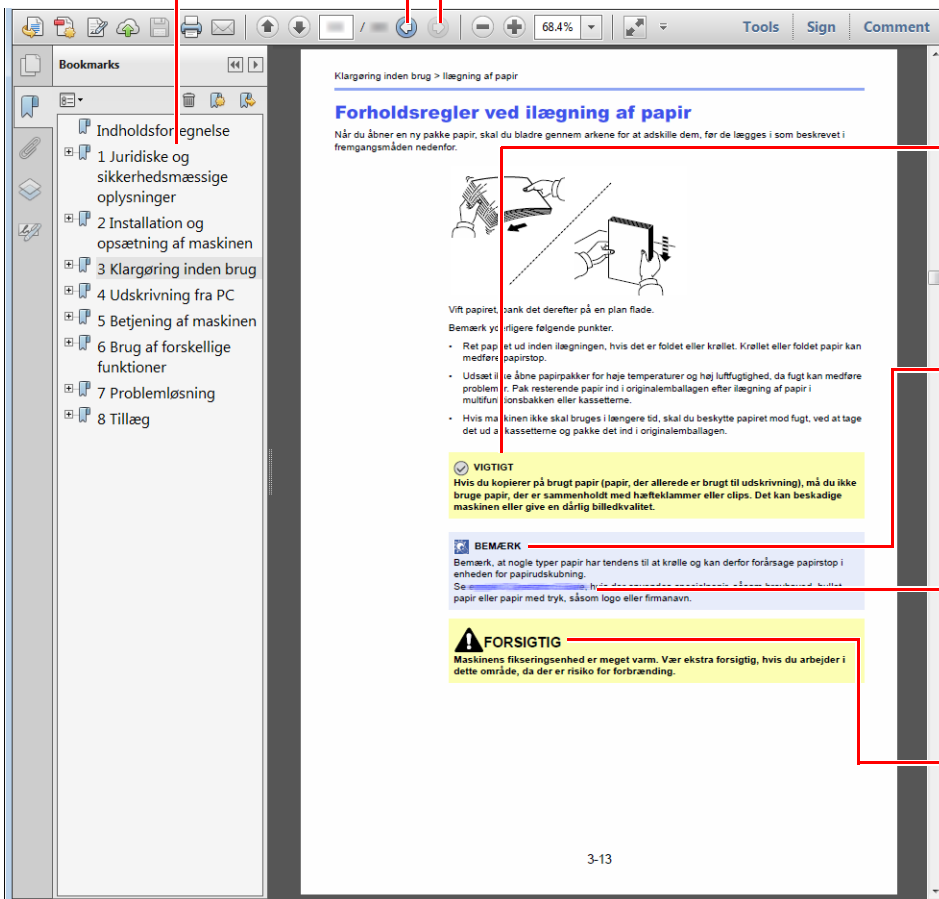 / 68.4% Tools Sign Comment
Bookmarks
Indholdsfortegnelse
1 Juridiske og
sikkerhedsmæssige
oplysninger
2 Installation og
opsætning af maskinen
3 Klargøring inden brug
4 Udskrivning fra PC
5 Betjening af maskinen
6 Brug af forskellige
funktioner
7 Problemløsning
8 Tillæg
Klargøring inden brug > Ilægning af papir
Forholdsregler ved ilægning af papir
Når du åbner en ny pakke papir, skal du bladre gennem arkene for at adskille dem, før de lægges i som beskrevet i
fremgangsmåden nedenfor.
Vift papiret, bank det derefter på en plan flade.
Bemærk yderligere følgende punkter.
• Ret papiret ud inden ilægningen, hvis det er foldet eller krøllet. Krøllet eller foldet papir kan
medføre papirstop.
• Udsæt ikke åbne papirpakker for høje temperaturer og høj luftfugtighed, da fugt kan medføre
problemer. Pak resterende papir ind i originalemballagen efter ilægning af papir i
multifunktionsbakken eller kassetterne.
• Hvis maskinen ikke skal bruges i længere tid, skal du beskytte papiret mod fugt, ved at tage
det ud af kassetterne og pakke det ind i originalemballagen.
VIGTIGT
Hvis du kopierer på brugt papir (papir, der allerede er brugt til udskrivning), må du ikke
bruge papir, der er sammenholdt med hæfteklammer eller clips. Det kan beskadige
maskinen eller give en dårlig billedkvalitet.
BEMÆRK
Bemærk, at nogle typer papir har tendens til at krølle og kan derfor forårsage papirstop i
enheden for papirudskubning.
Se , hvis der anvendes specialpapir, såsom brevhoved, hullet
papir eller papir med tryk, såsom logo eller firmanavn.
FORSIGTIG
Maskinens fikseringsenhed er meget varm. Vær ekstra forsigtig, hvis du arbejder i
dette område, da der er risiko for forbrænding.
3-13